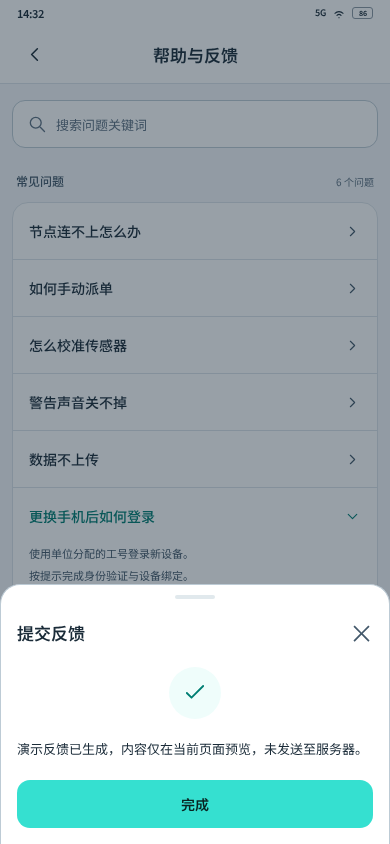 14:32
5G
86
帮助与反馈
搜索问题关键词
常见问题
6 个问题
节点连不上怎么办
如何手动派单
怎么校准传感器
警告声音关不掉
数据不上传
更换手机后如何登录
使用单位分配的工号登录新设备。
按提示完成身份验证与设备绑定。
提交反馈
演示反馈已生成，内容仅在当前页面预览，未发送至服务器。
完成